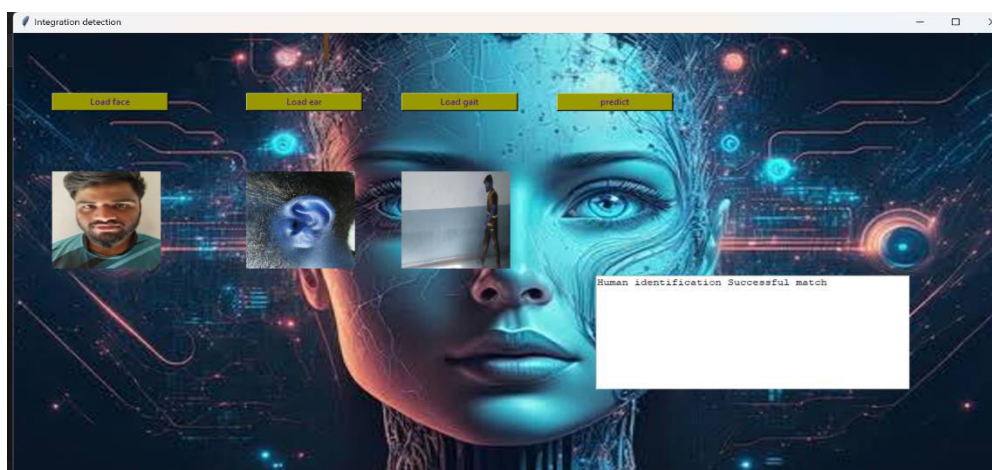 Integration detection
Load face
Load ear
Load gait
predict
Human identification Successful match